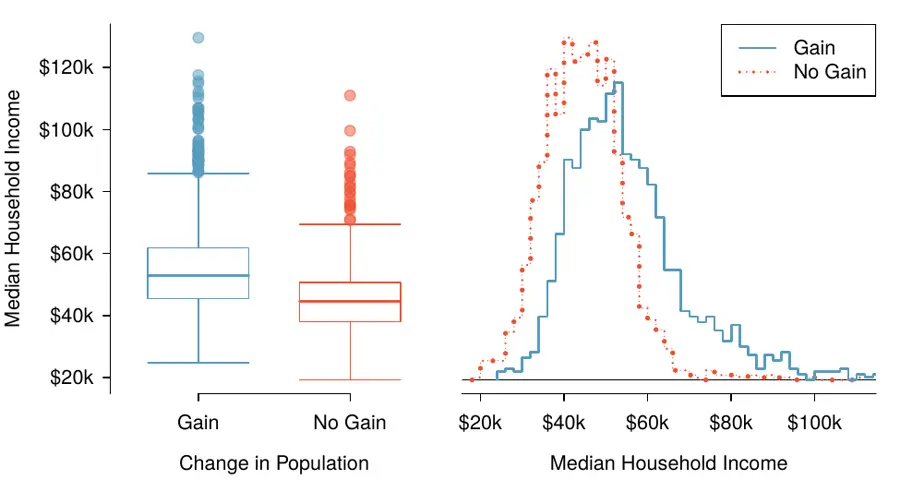 Median Household Income
$120k
$100k
$80k
$60k
$40k
$20k
Gain No Gain
Change in Population
Gain
No Gain
$20k $40k $60k $80k $100k
Median Household Income